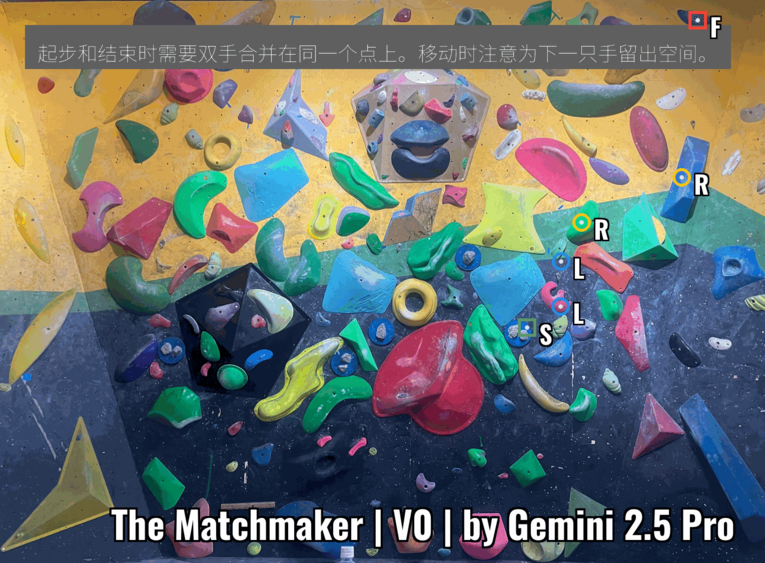 起步和结束时需要双手合并在同一个点上。移动时注意为下一只手留出空间。
F
R
R
L
L
S
The Matchmaker | V0 | by Gemini 2.5 Pro